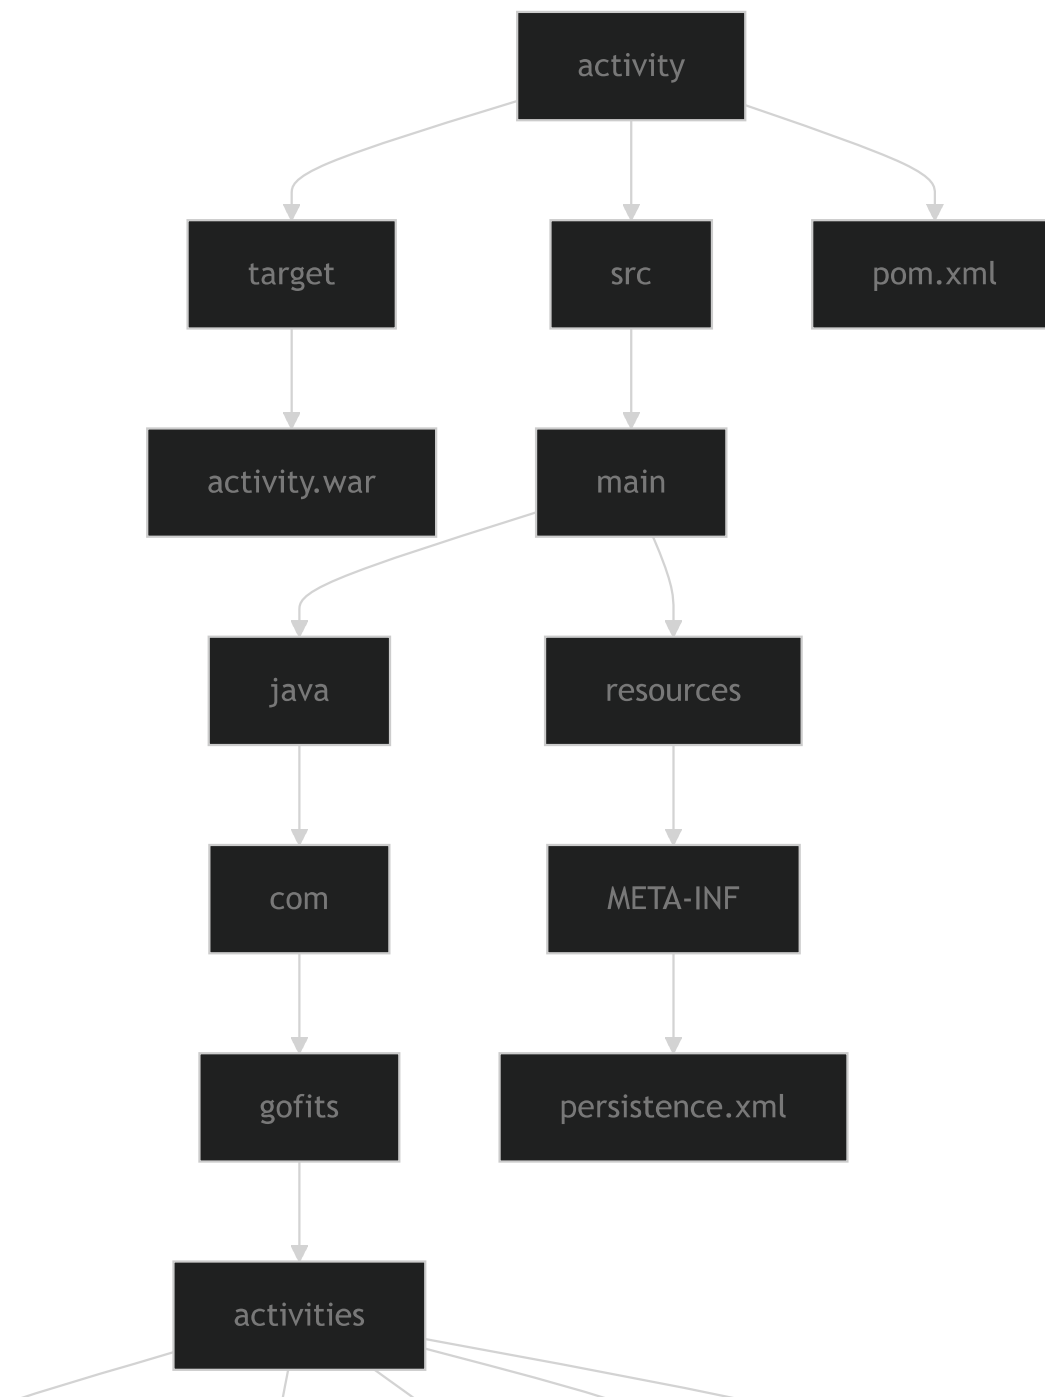 activity
target
src
pom.xml
activity.war
main
java
resources
com
META-INF
gofits
persistence.xml
activities